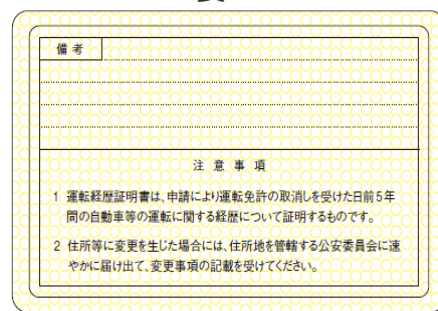 備考
注意事項
1 運転経歴証明書は、申請により運転免許の取消しを受けた日前5年
間の自動車等の運転に関する経歴について証明するものです。
2 住所等に変更を生じた場合には、住所地を管轄する公安委員会に速
やかに届け出て、変更事項の記載を受けてください。